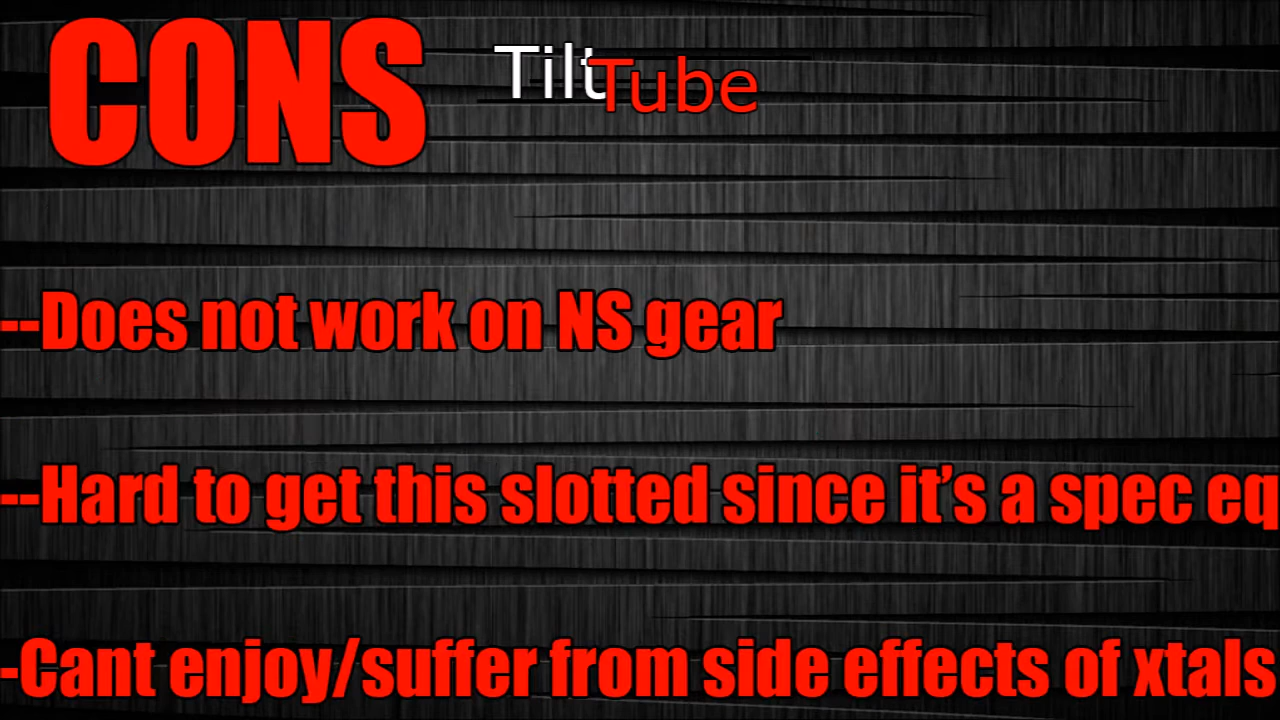 CONS
TiltTube
--Does not work on NS gear
--Hard to get this slotted since it’s a spec eq
-Cant enjoy/suffer from side effects of xtals